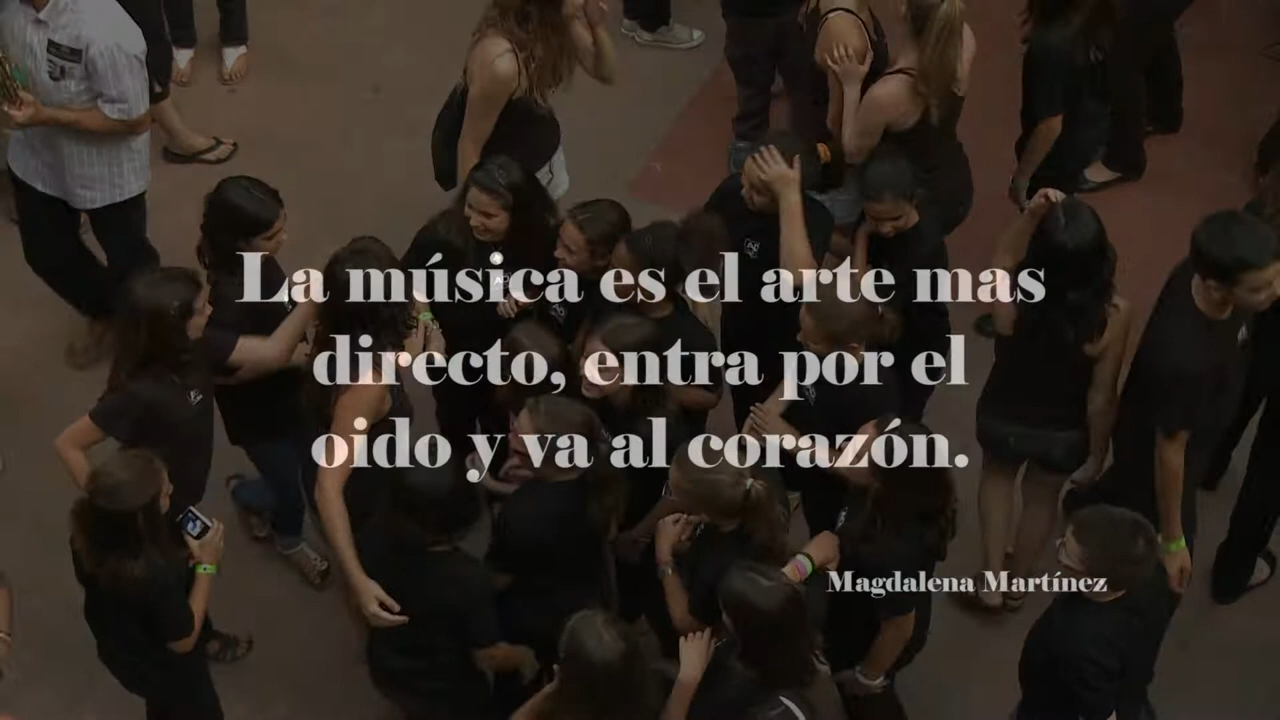 La música es el arte mas
directo, entra por el
oido y va al corazón.
Magdalena Martínez